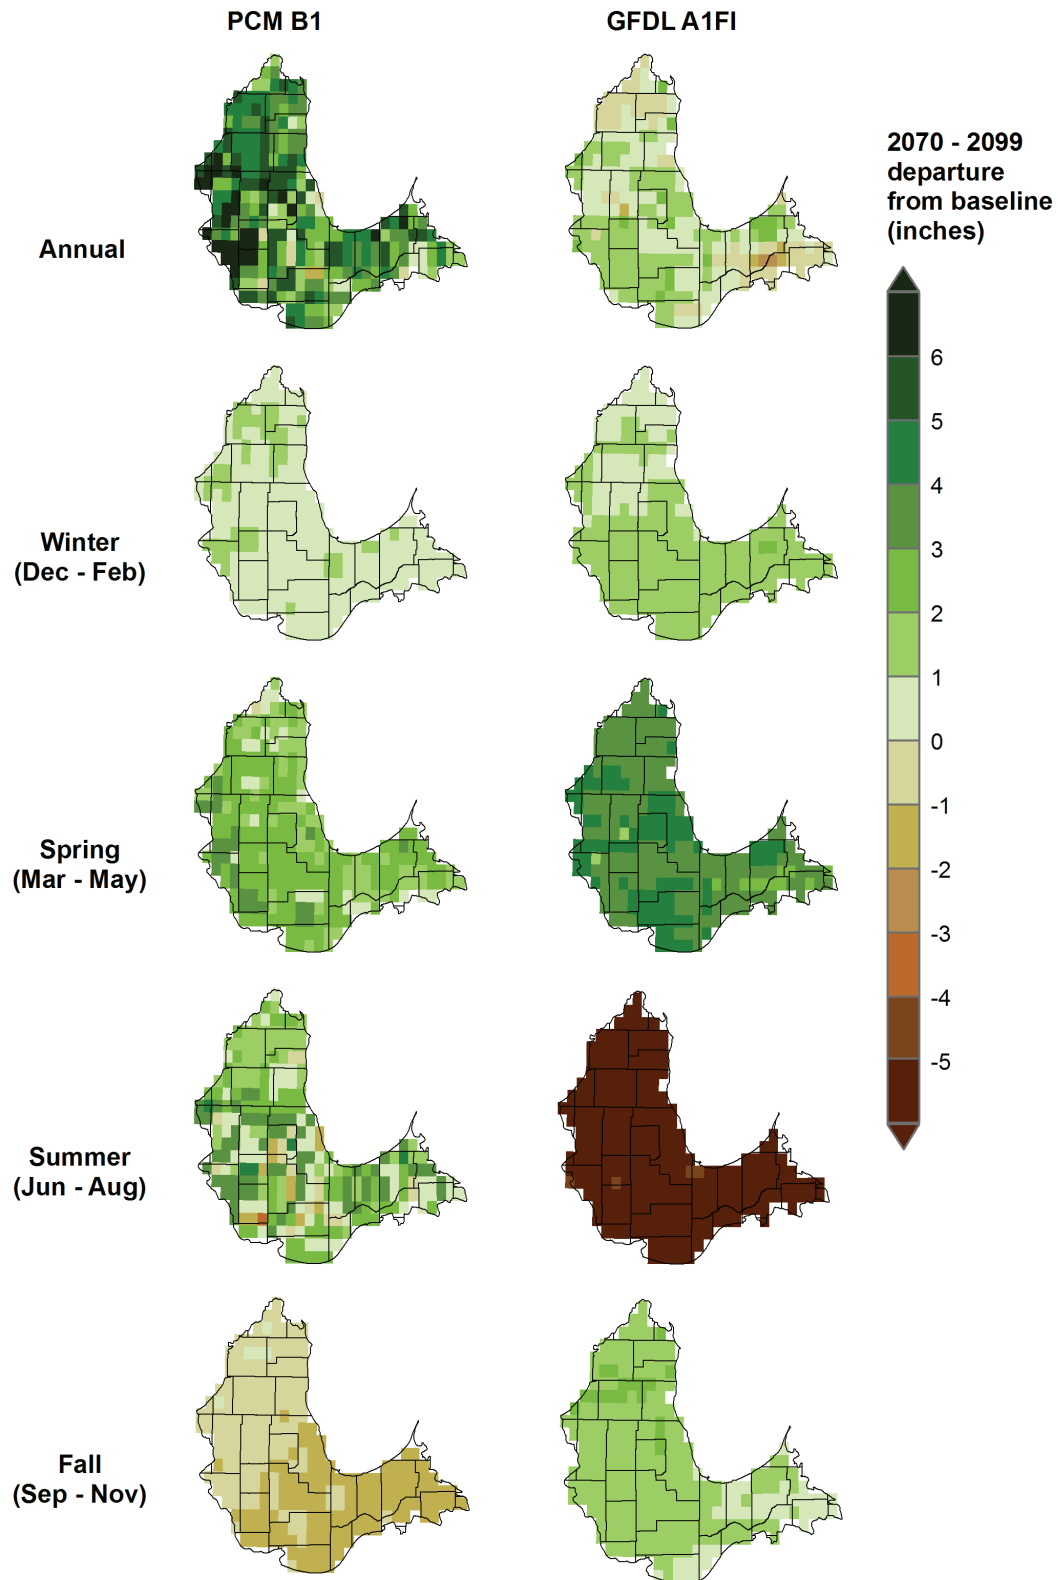 PCM B1
GFDL A1FI
2070 - 2099
departure
from baseline
(inches)
Annual
6
5
4
3
2
1
0
-1
-2
-3
-4
-5
Winter
(Dec - Feb)
Spring
(Mar - May)
Summer
(Jun - Aug)
Fall
(Sep - Nov)